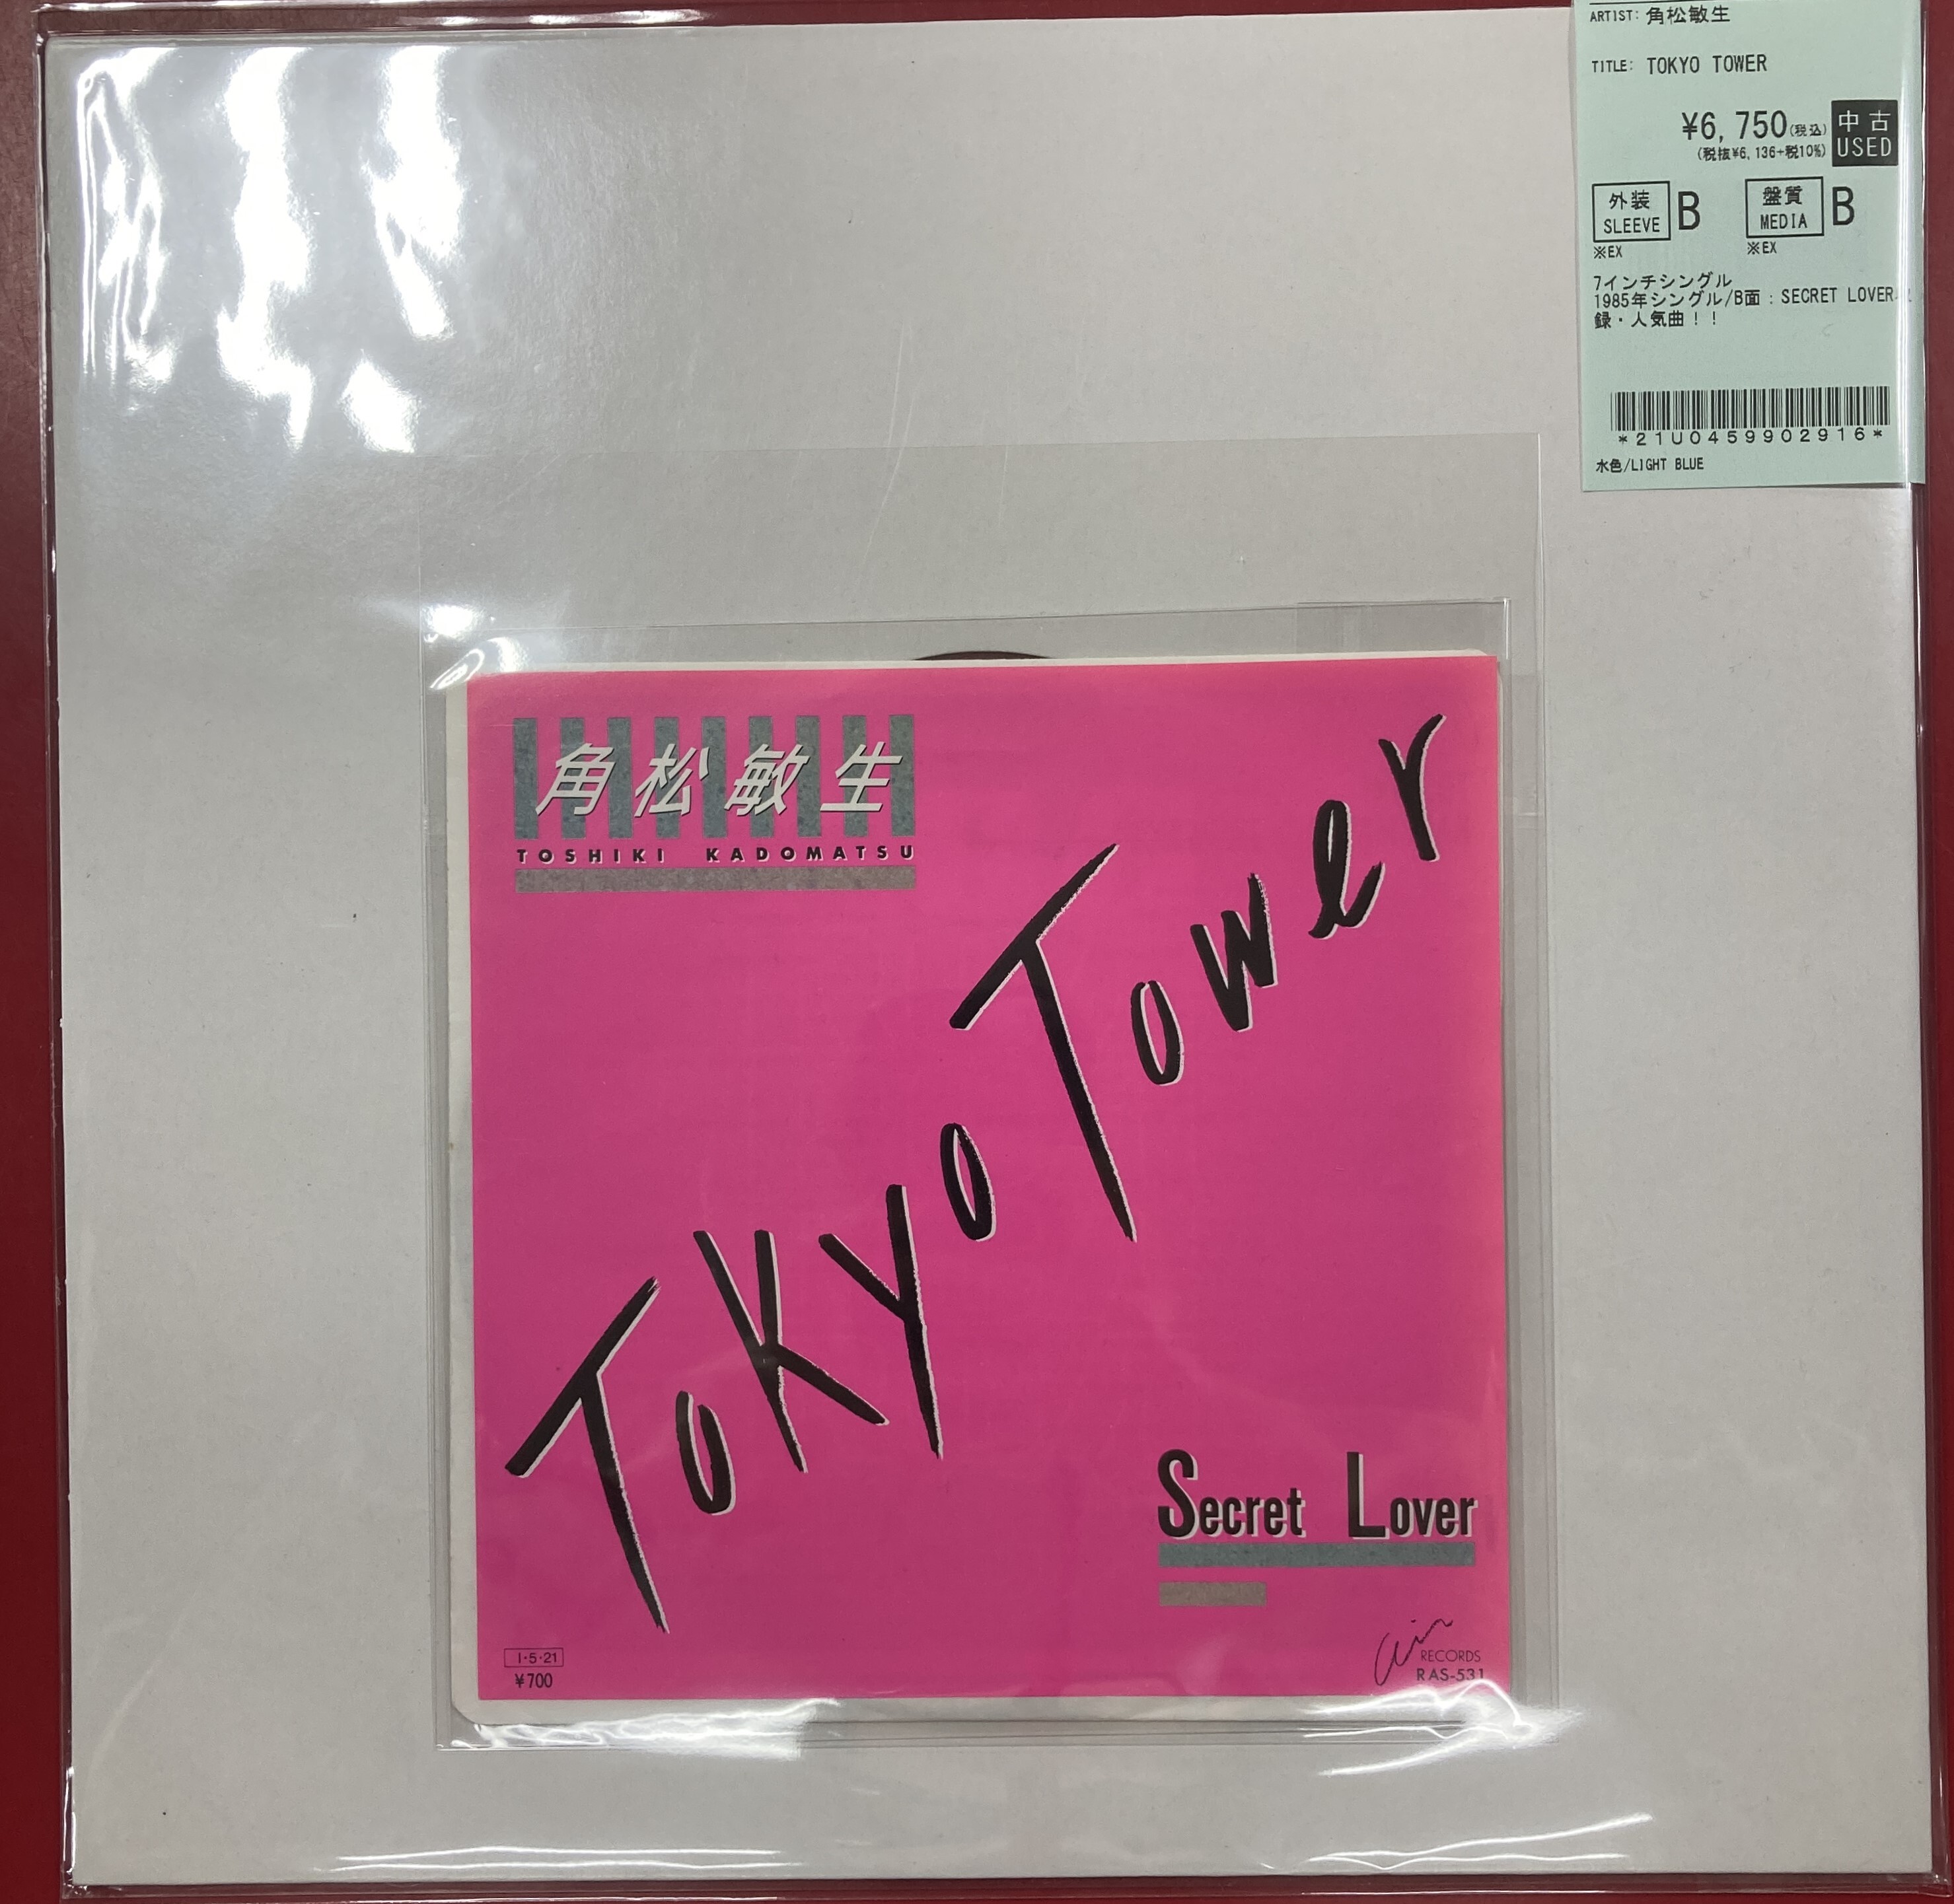 ARTIST: 角松敏生
TITLE: TOKYO TOWER
¥6,750(税込)
(税抜¥6,136+税10%)
中古
USED
外装
SLEEVE
B
※EX
盤質
MEDIA
B
※EX
7インチシングル
1985年シングル/B面：SECRET LOVER
録・人気曲！！
*21U0459902916*
水色/LIGHT BLUE
角松敏生
TOSHIKI KADOMATSU
Tokyo Tower
Secret Lover
1·5·21
¥700
air
RECORDS
RAS-531